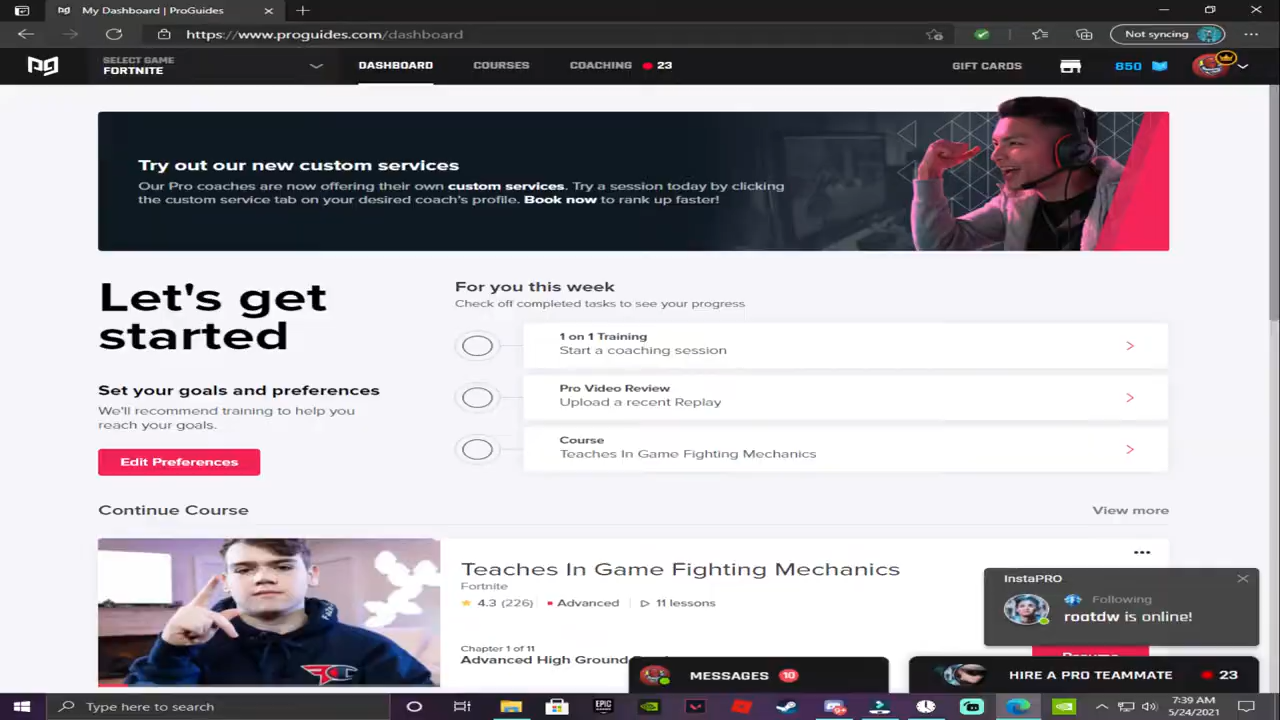 My Dashboard | ProGuides
https://www.proguides.com/dashboard
Not syncing
SELECT GAME
FORTNITE
DASHBOARD
COURSES
COACHING 23
GIFT CARDS
850
Try out our new custom services
Our Pro coaches are now offering their own custom services. Try a session today by clicking
the custom service tab on your desired coach's profile. Book now to rank up faster!
Let's get
started
Set your goals and preferences
We'll recommend training to help you
reach your goals.
Edit Preferences
For you this week
Check off completed tasks to see your progress
1 on 1 Training
Start a coaching session
Pro Video Review
Upload a recent Replay
Course
Teaches In Game Fighting Mechanics
Continue Course
View more
Teaches In Game Fighting Mechanics
Fortnite
4.3 (226)
Advanced
11 lessons
Chapter 1 of 11
Advanced High Ground
InstaPRO
Following
rootdw is online!
MESSAGES 10
HIRE A PRO TEAMMATE 23
Type here to search
EPIC
7:39 AM
5/24/2021